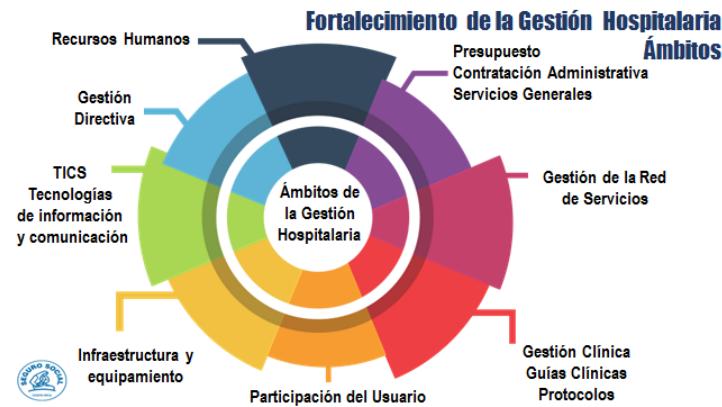 Fortalecimiento de la Gestión Hospitalaria
Ámbitos
Recursos Humanos
Presupuesto
Contratación Administrativa
Servicios Generales
Gestión
Directiva
TICS
Tecnologías
de información
y comunicación
Ámbitos de
la Gestión
Hospitalaria
Gestión de la Red
de Servicios
Infraestructura y
equipamiento
Gestión Clínica
Guías Clínicas
Protocolos
Participación del Usuario
SEGURO SOCIAL